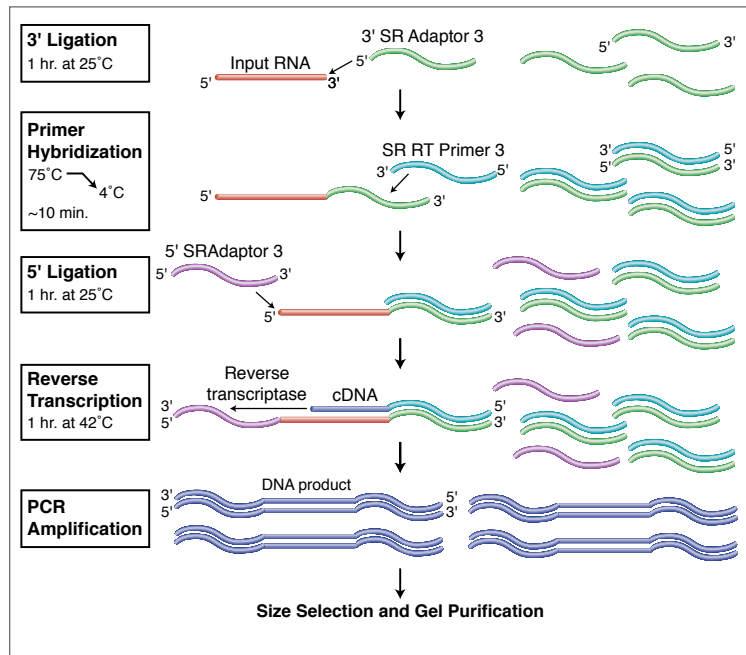 3' Ligation
1 hr. at 25˚C
Input RNA
5'
3'
3' SR Adaptor 3
5'
5'
3'
Primer
Hybridization
75˚C
4˚C
~10 min.
SR RT Primer 3
3'
5'
5'
3'
3'
5'
5'
3'
5' Ligation
1 hr. at 25˚C
5' SRAdaptor 3
5'
3'
5'
3'
Reverse
Transcription
1 hr. at 42˚C
Reverse
transcriptase
cDNA
3'
5'
5'
3'
PCR
Amplification
DNA product
3'
5'
5'
3'
Size Selection and Gel Purification